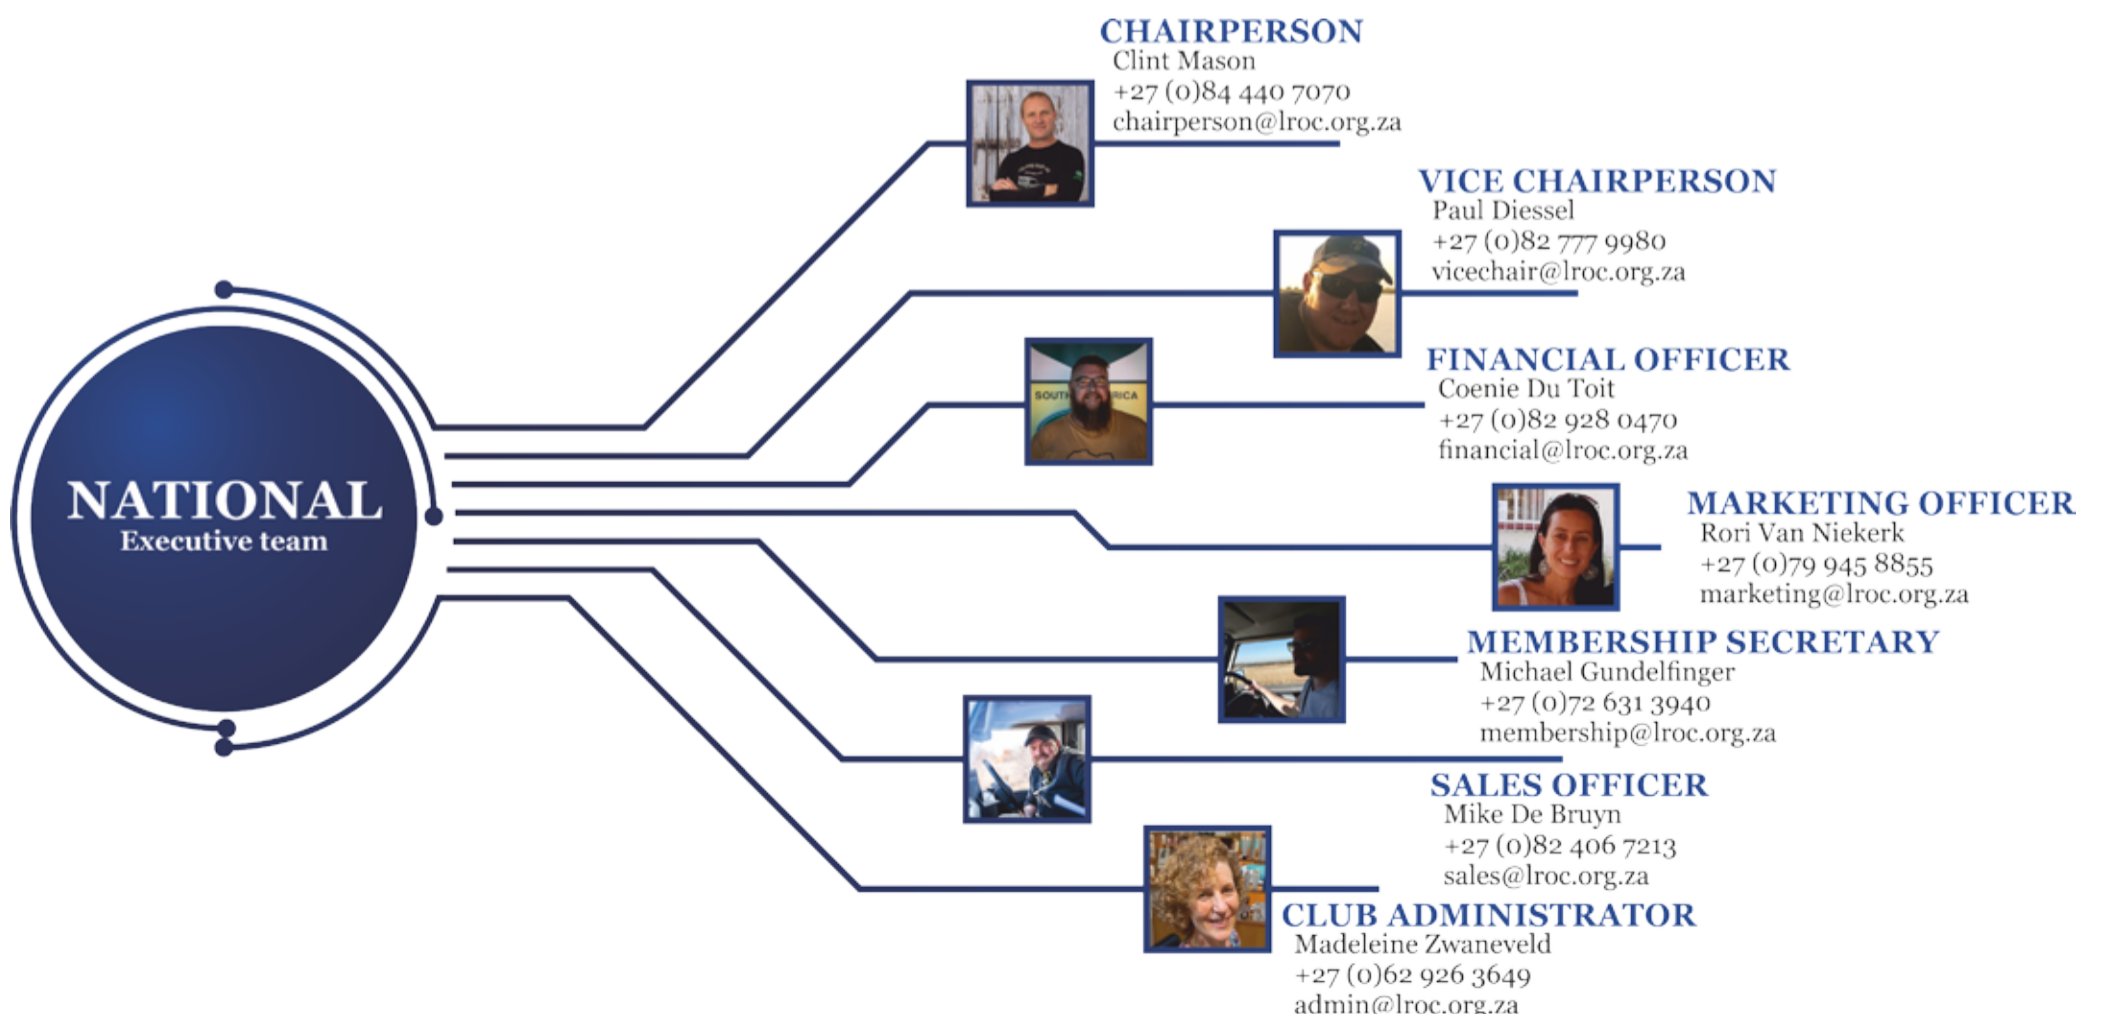 CHAIRPERSON
Clint Mason
+27 (0)84 440 7070
chairperson@lroc.org.za
VICE CHAIRPERSON
Paul Diessel
+27 (0)82 777 9980
vicechair@lroc.org.za
FINANCIAL OFFICER
Coenie Du Toit
+27 (0)82 928 0470
financial@lroc.org.za
SOUTH RICA
NATIONAL
Executive team
MARKETING OFFICER
Rori Van Niekerk
+27 (0)79 945 8855
marketing@lroc.org.za
MEMBERSHIP SECRETARY
Michael Gundelfinger
+27 (0)72 631 3940
membership@lroc.org.za
SALES OFFICER
Mike De Bruyn
+27 (0)82 406 7213
sales@lroc.org.za
CLUB ADMINISTRATOR
Madeleine Zwaneveld
+27 (0)62 926 3649
admin@lroc.org.za